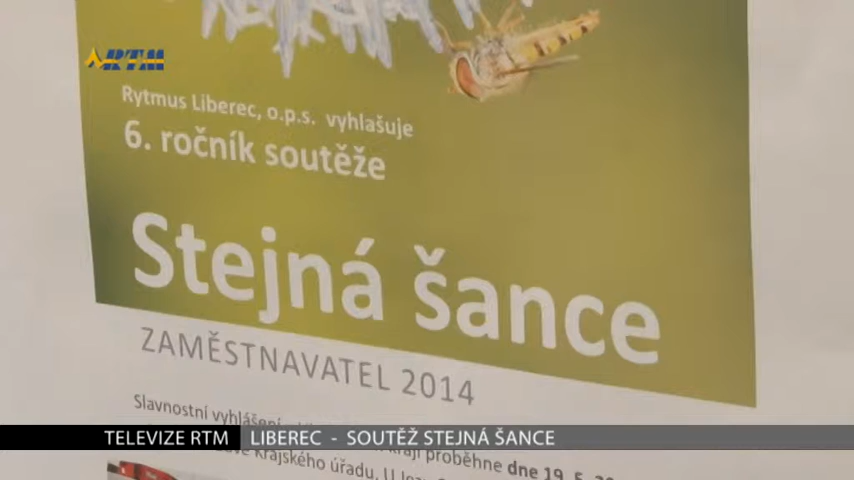 RTM
Rytmus Liberec, o.p.s. vyhlašuje
6. ročník soutěže
Stejná šance
ZAMĚSTNAVATEL 2014
Slavnostní vyhlášení
TELEVIZE RTM LIBEREC - SOUTĚŽ STEJNÁ ŠANCE
krajského úřadu, U kraji proběhne dne 19. 5.